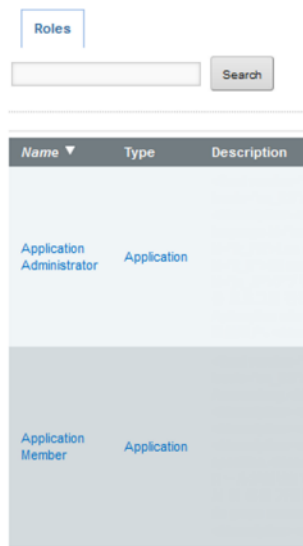 Roles
Search
Name ▼ Type Description
Application
Administrator
Application
Application
Member
Application